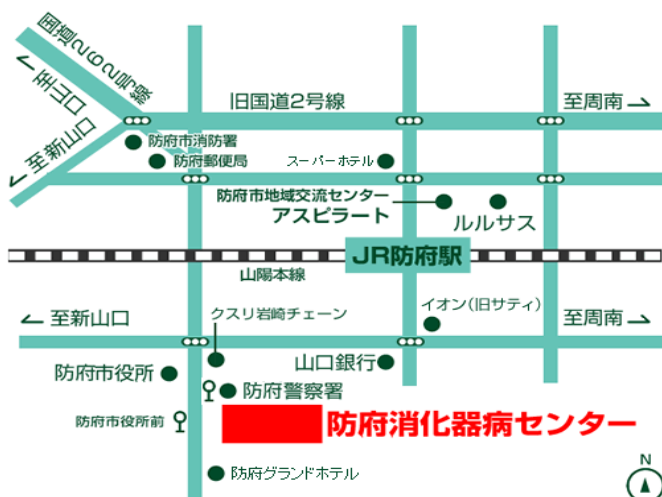 国道262号線
至山口
至新山口
旧国道2号線
至周南
防府市消防署
防府郵便局
スーパーホテル
防府市地域交流センター
アスピラート
ルルサス
JR防府駅
山陽本線
至新山口
クスリ岩崎チェーン
イオン(旧サティ)
至周南
山口銀行
防府市役所
防府警察署
防府市役所前
防府消化器病センター
防府グランドホテル
N